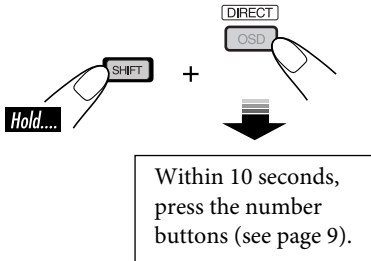 DIRECT
OSD
SHIFT
+
Hold....
Within 10 seconds,
press the number
buttons (see page 9).